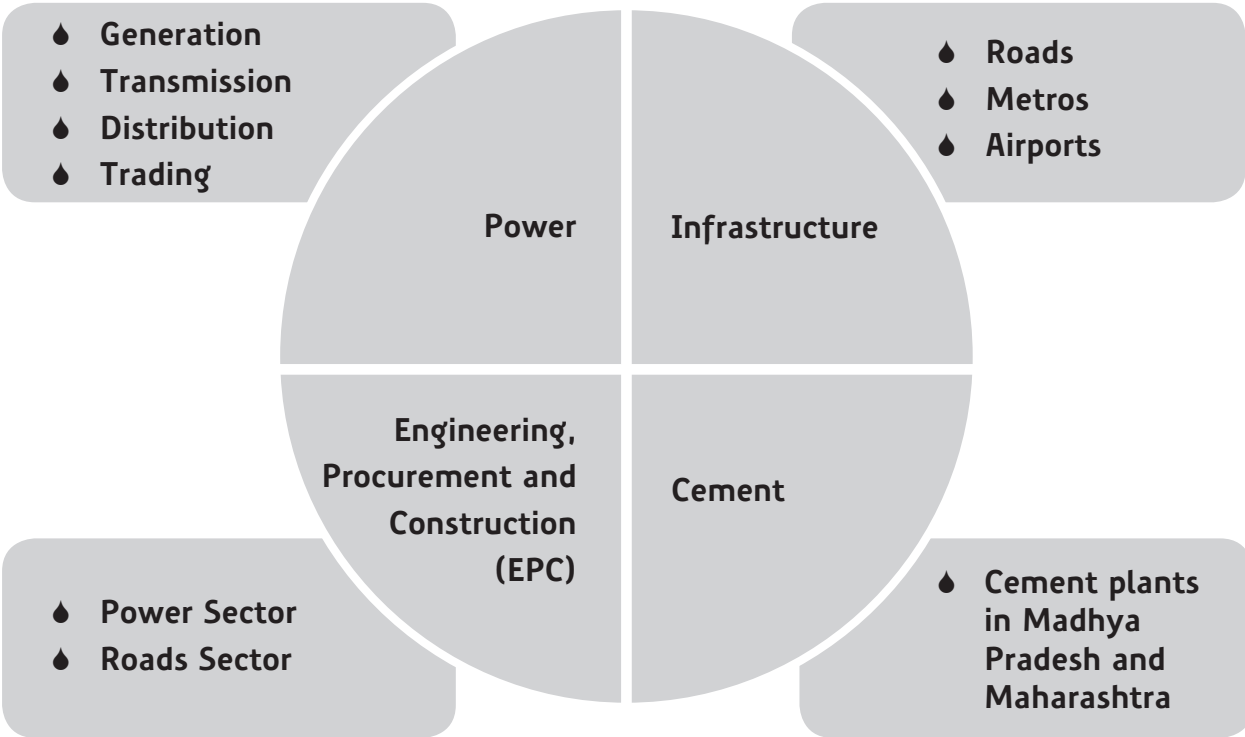 Generation
Transmission
Distribution
Trading
Power
Roads
Metros
Airports
Infrastructure
Engineering,
Procurement and
Construction
(EPC)
Power Sector
Roads Sector
Cement
Cement plants
in Madhya
Pradesh and
Maharashtra